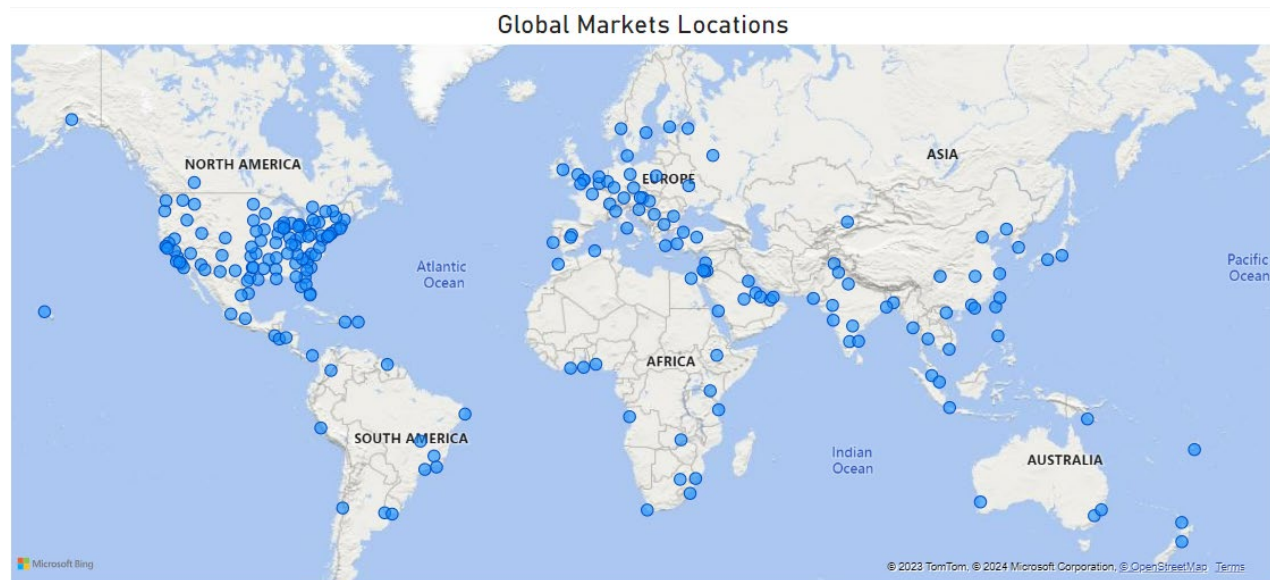 Global Markets Locations
NORTH AMERICA
ASIA
EUROPE
Atlantic
Ocean
Pacific
Ocean
AFRICA
SOUTH AMERICA
Indian
Ocean
AUSTRALIA
Microsoft Bing
© 2023 TomTom, © 2024 Microsoft Corporation, © OpenStreetMap Terms